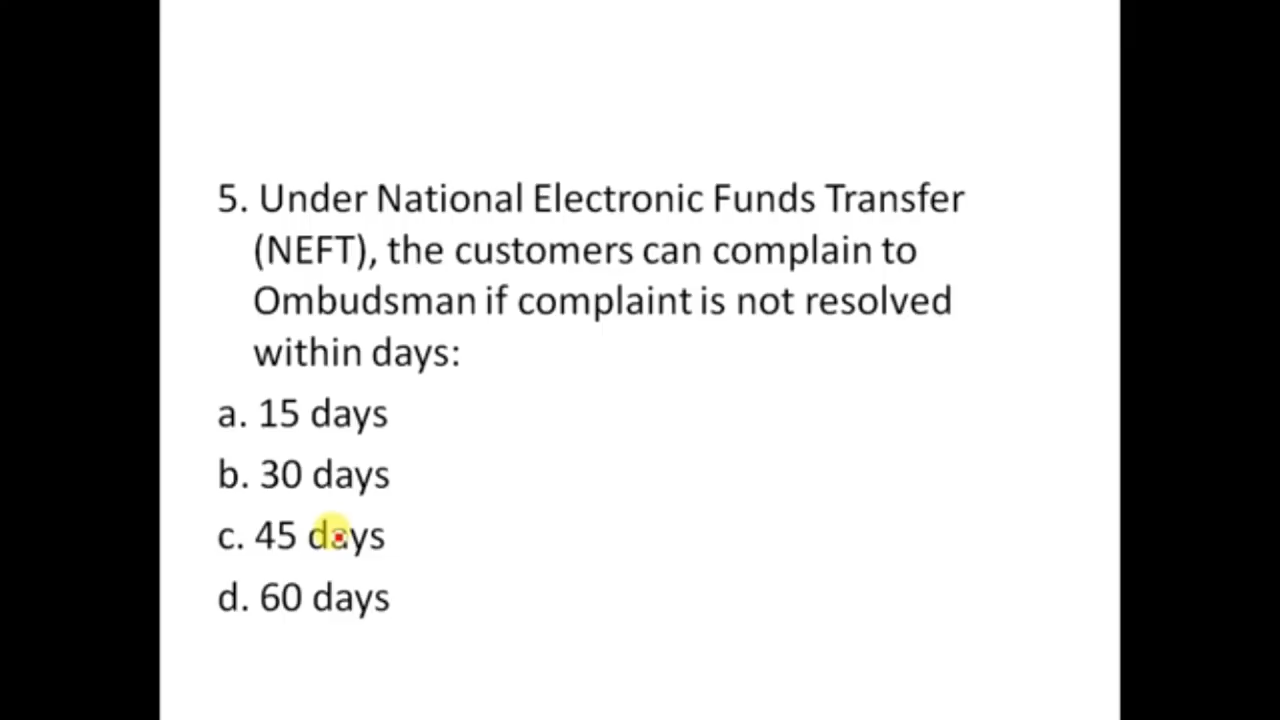 5. Under National Electronic Funds Transfer
(NEFT), the customers can complain to
Ombudsman if complaint is not resolved
within days:
a. 15 days
b. 30 days
c. 45 days
d. 60 days